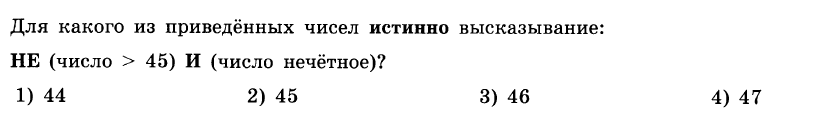 Для какого из приведённых чисел истинно высказывание:
НЕ (число > 45) И (число нечётное)?
1) 44 2) 45 3) 46 4) 47